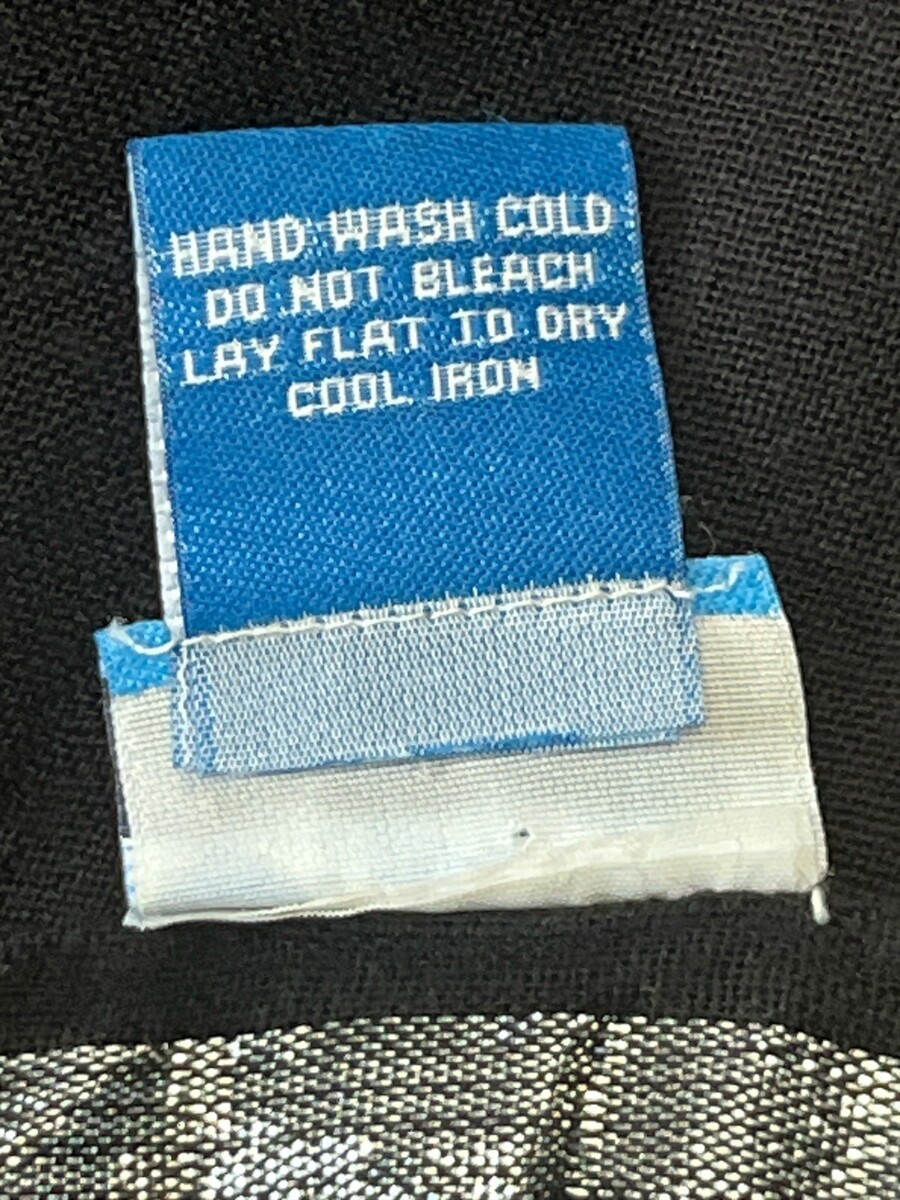 HAND WASH COLD
DO NOT BLEACH
LAY FLAT TO DRY
COOL IRON